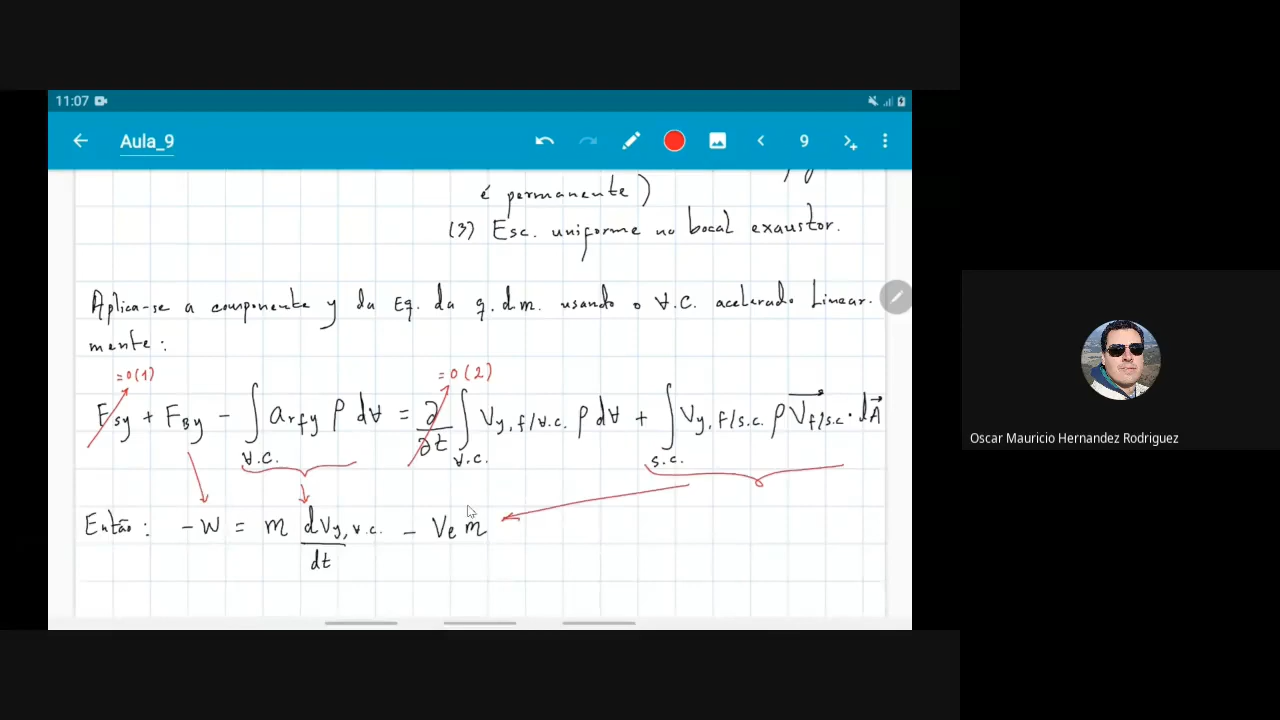 11:07
Aula_9
9
é permanente)
(3) Esc. uniforme no bocal exaustor.
Aplica-se a componente y da Eq. da q.d.m. usando o ∀.C. acelerado Linear.
mente:
=0(1) =0(2)
Fsy + FBy - ∫∀.C. arfy ρ d∀ = ∂/∂t ∫∀.C. Vy,f/∀.C. ρ d∀ + ∫s.c. Vy,f/s.c. ρ V⃗f/s.c. · dA⃗
Então: -W = m dVy,∀.c./dt - Ve m
Oscar Mauricio Hernandez Rodriguez